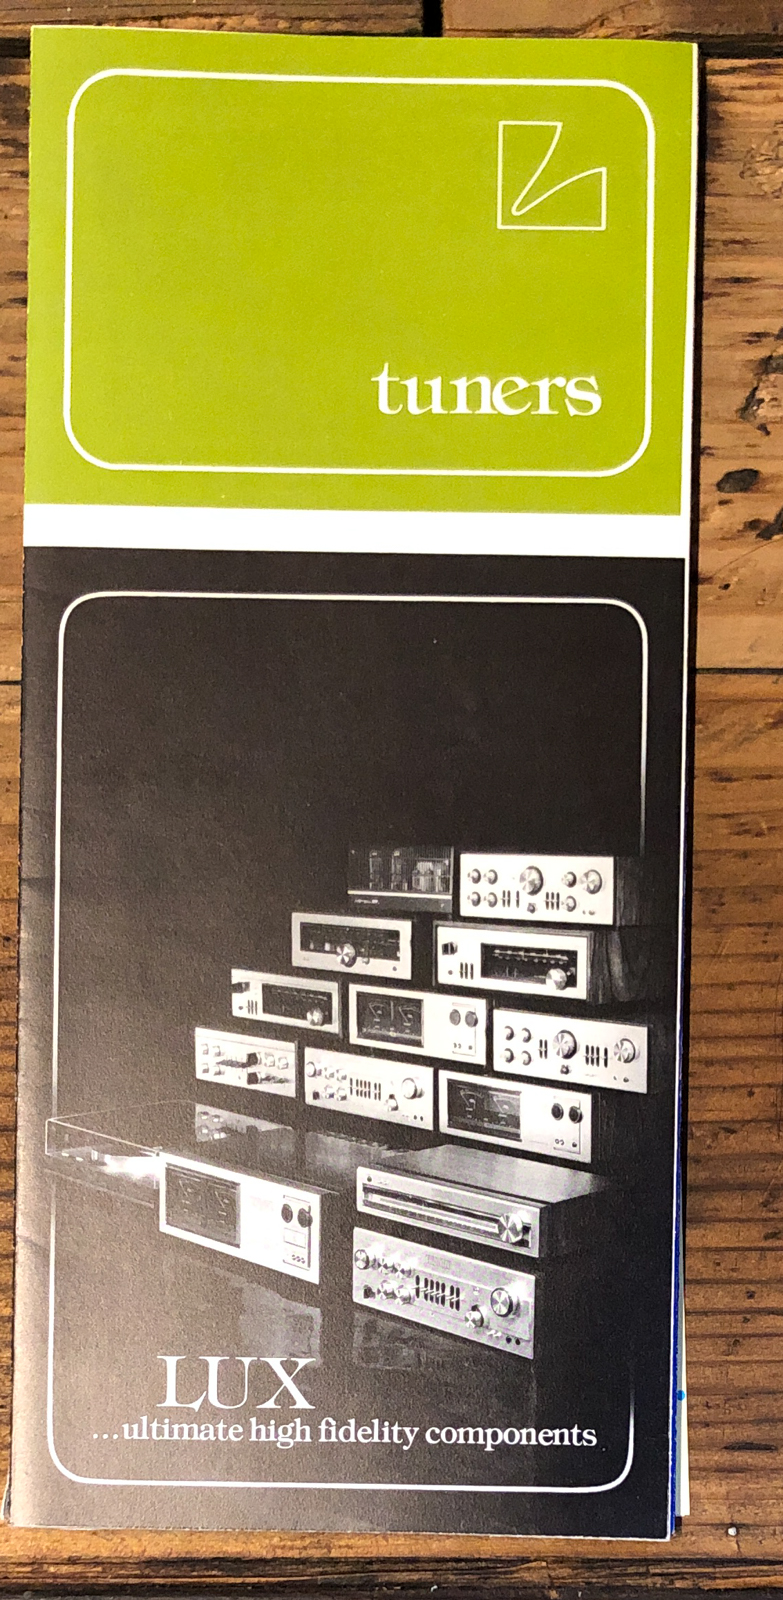 tuners
LUX
...ultimate high fidelity components